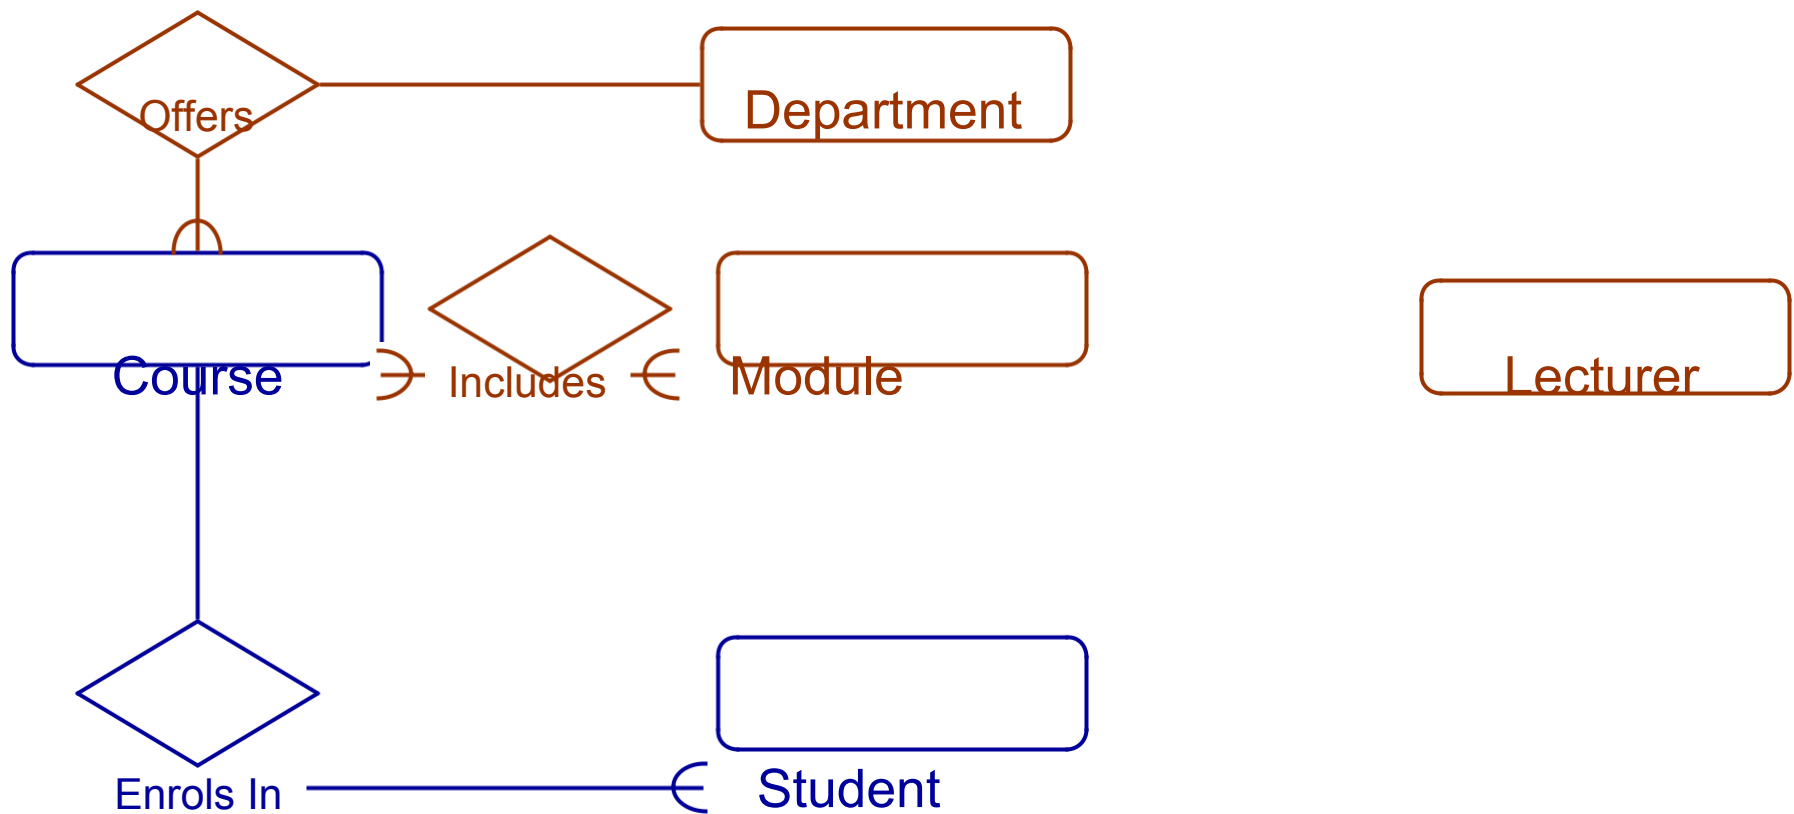 Offers
Department
Course
Includes
Module
Lecturer
Enrols In
Student